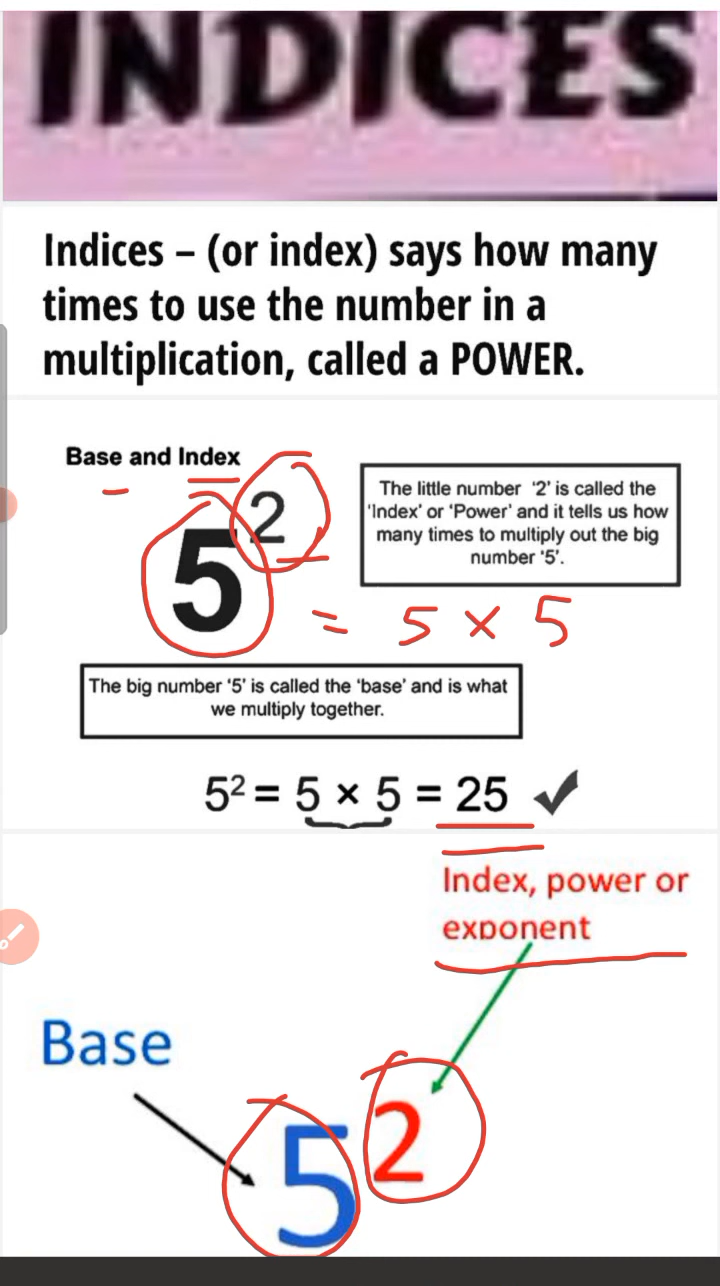 INDICES
Indices – (or index) says how many
times to use the number in a
multiplication, called a POWER.
Base and Index
5²
The little number '2' is called the
'Index' or 'Power' and it tells us how
many times to multiply out the big
number '5'.
= 5 × 5
The big number '5' is called the 'base' and is what
we multiply together.
5² = 5 × 5 = 25 ✓
Index, power or
exponent
Base
5²